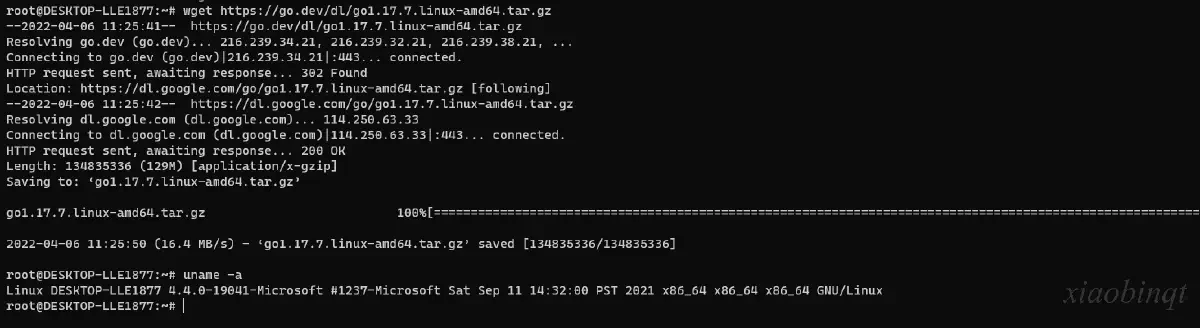 root@DESKTOP-LLE1877:~# wget https://go.dev/dl/go1.17.7.linux-amd64.tar.gz
--2022-04-06 11:25:41--  https://go.dev/dl/go1.17.7.linux-amd64.tar.gz
Resolving go.dev (go.dev)... 216.239.34.21, 216.239.32.21, 216.239.38.21, ...
Connecting to go.dev (go.dev)|216.239.34.21|:443... connected.
HTTP request sent, awaiting response... 302 Found
Location: https://dl.google.com/go/go1.17.7.linux-amd64.tar.gz [following]
--2022-04-06 11:25:42--  https://dl.google.com/go/go1.17.7.linux-amd64.tar.gz
Resolving dl.google.com (dl.google.com)... 114.250.63.33
Connecting to dl.google.com (dl.google.com)|114.250.63.33|:443... connected.
HTTP request sent, awaiting response... 200 OK
Length: 134835336 (129M) [application/x-gzip]
Saving to: ‘go1.17.7.linux-amd64.tar.gz’
go1.17.7.linux-amd64.tar.gz 100%[==============================================================================================================
2022-04-06 11:25:50 (16.4 MB/s) - ‘go1.17.7.linux-amd64.tar.gz’ saved [134835336/134835336]
root@DESKTOP-LLE1877:~# uname -a
Linux DESKTOP-LLE1877 4.4.0-19041-Microsoft #1237-Microsoft Sat Sep 11 14:32:00 PST 2021 x86_64 x86_64 x86_64 GNU/Linux
root@DESKTOP-LLE1877:~#
xiaobinqt